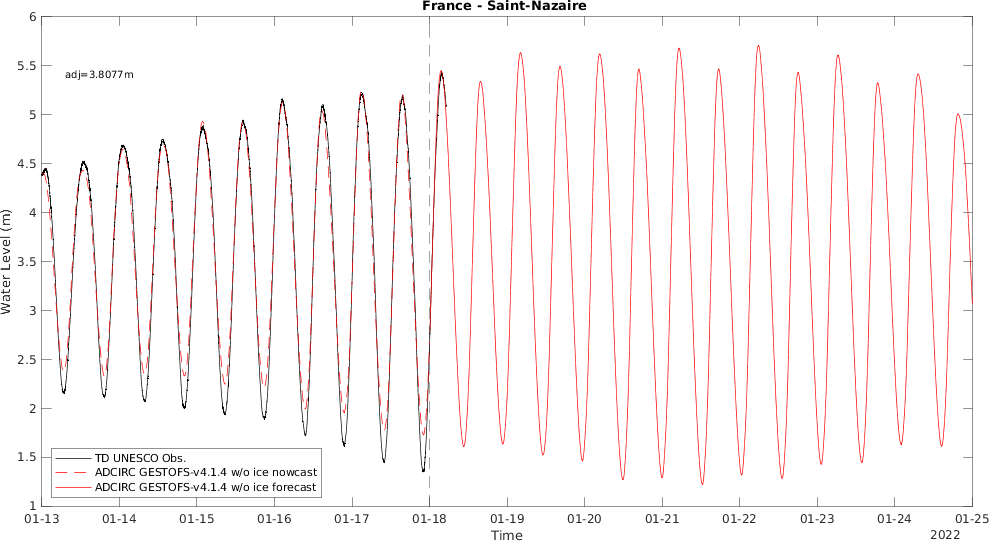 France - Saint-Nazaire
adj=3.8077m
Water Level (m)
6
5.5
5
4.5
4
3.5
3
2.5
2
1.5
1
TD UNESCO Obs.
ADCIRC GESTOFS-v4.1.4 w/o ice nowcast
ADCIRC GESTOFS-v4.1.4 w/o ice forecast
01-13 01-14 01-15 01-16 01-17 01-18 01-19 01-20 01-21 01-22 01-23 01-24 01-25
Time
2022